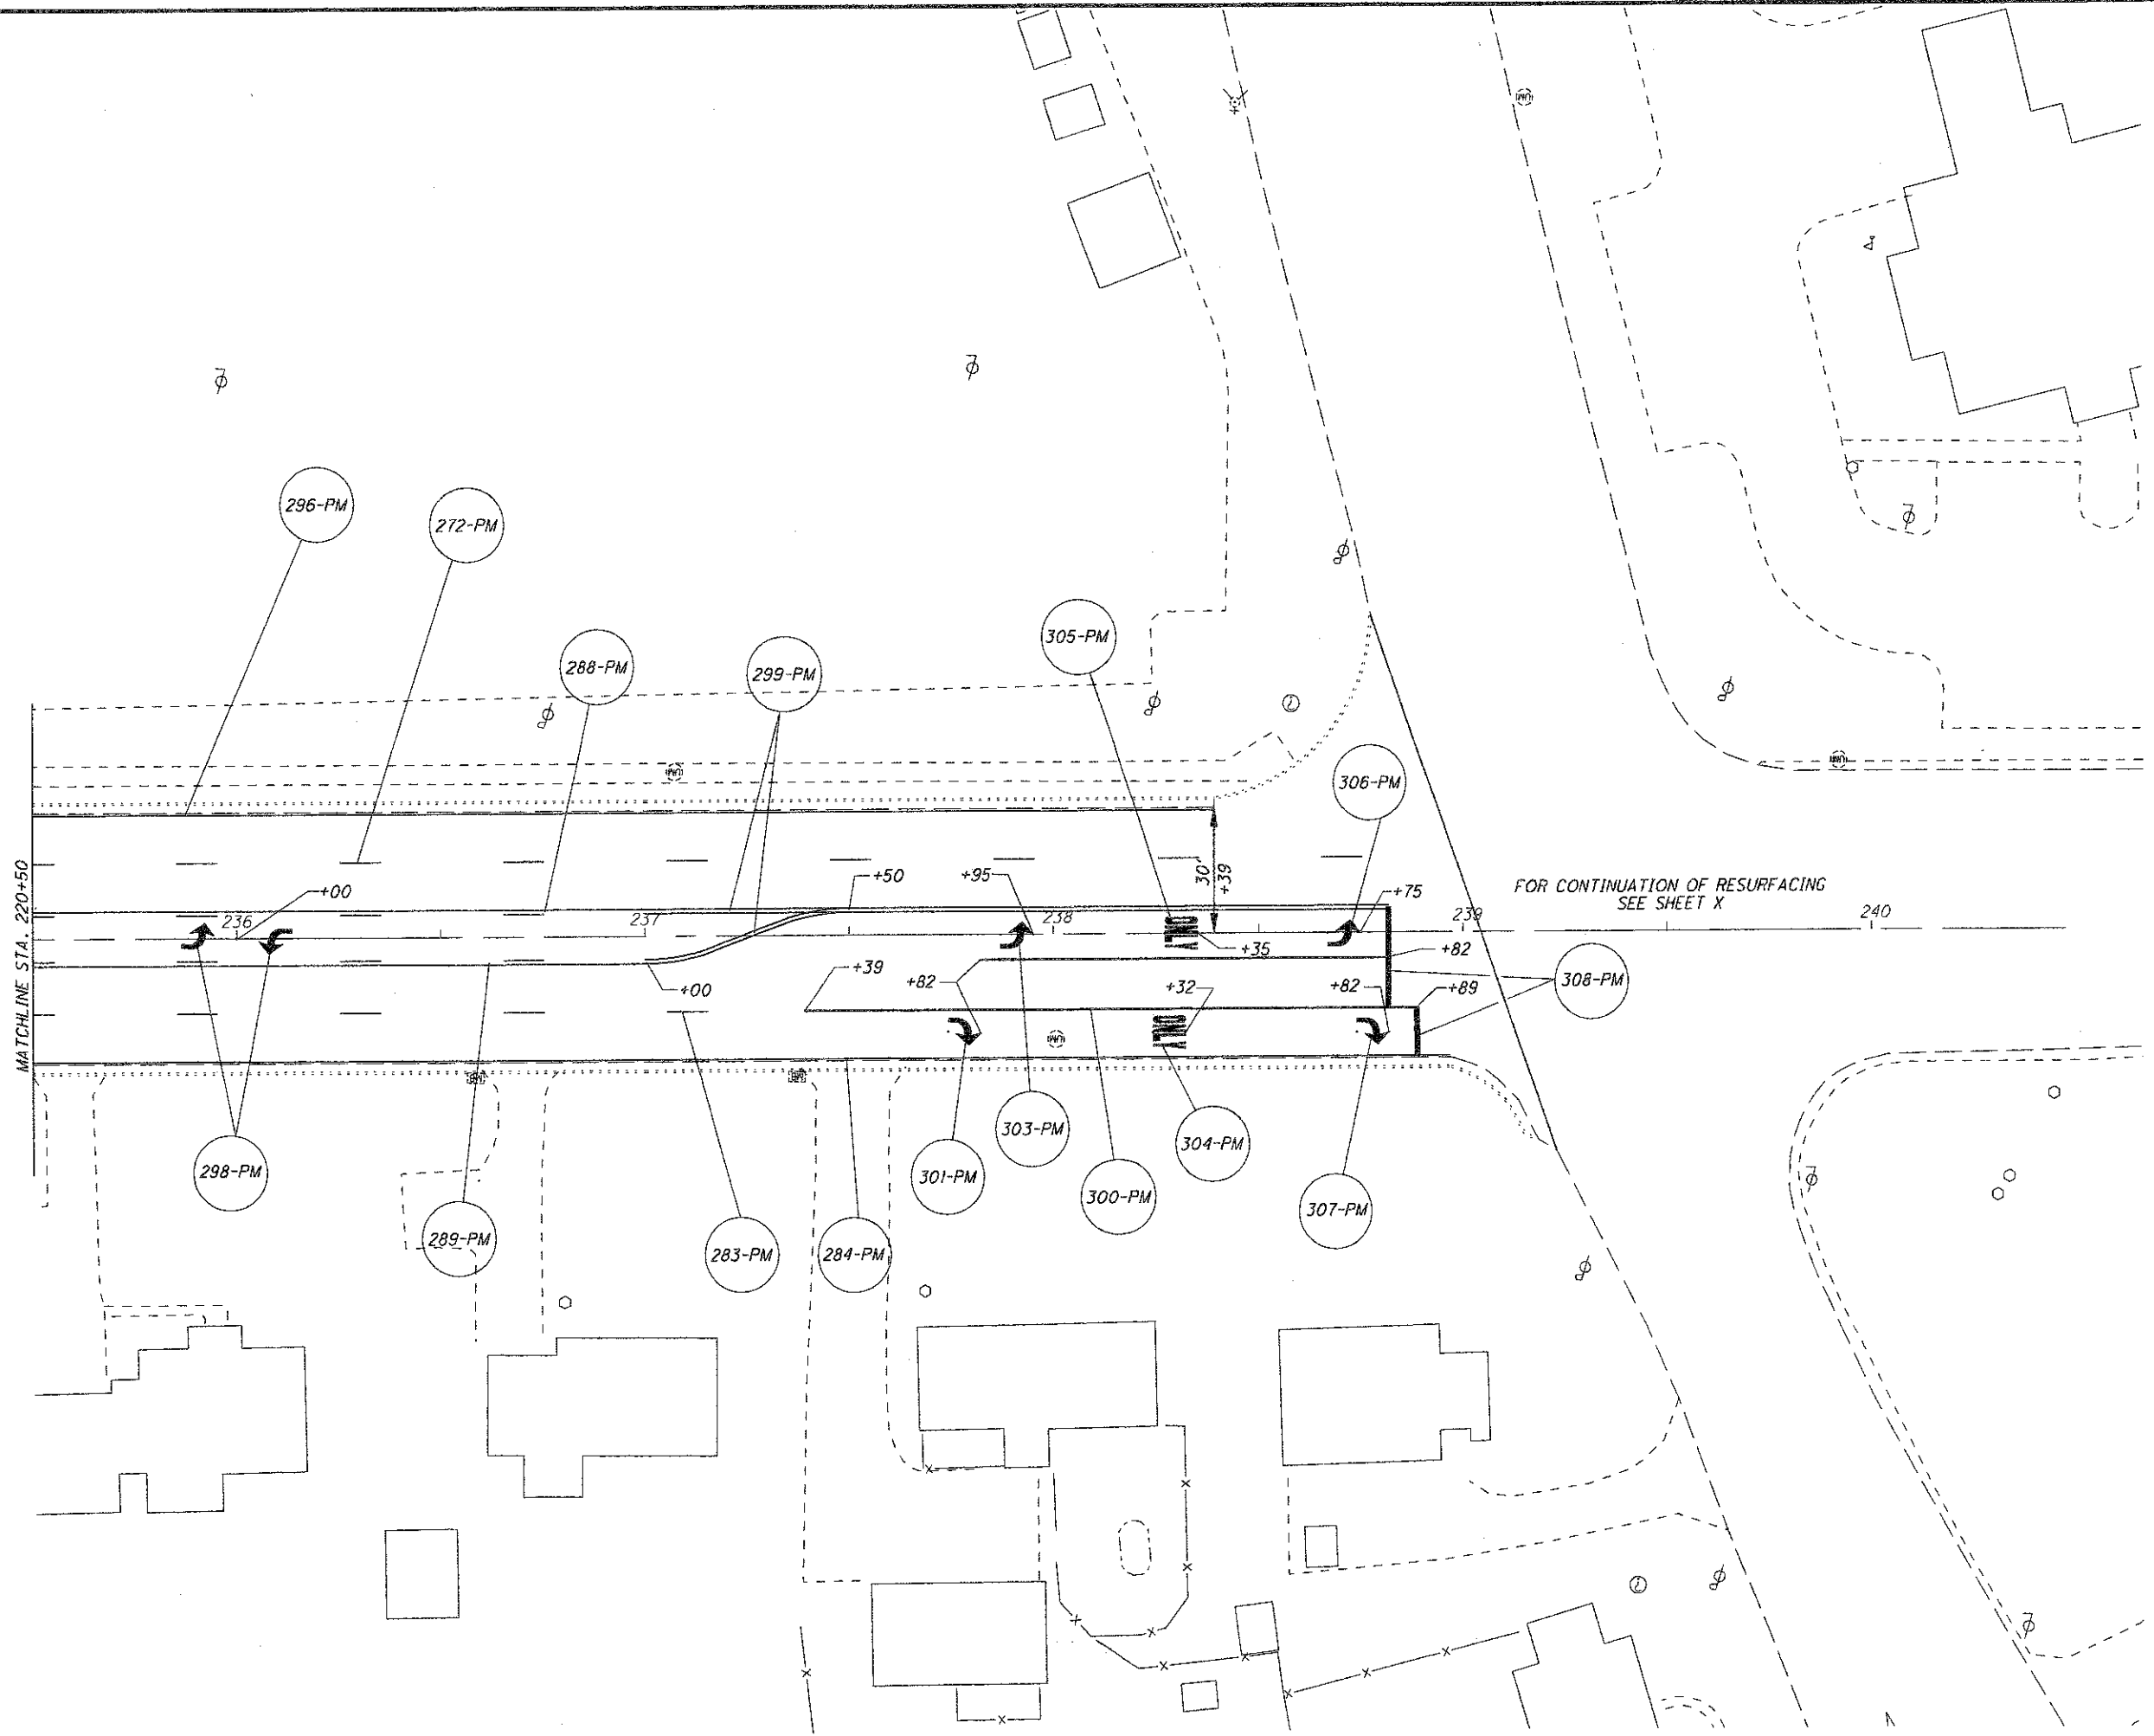 296-PM
272-PM
288-PM
299-PM
305-PM
306-PM
MATCHLINE STA. 220+50
+00
236
237
+50
+95
238
30'
+39
+75
239
240
FOR CONTINUATION OF RESURFACING
SEE SHEET X
ONLY
+35
+82
+00
+39
+82
+32
+82
+89
308-PM
ONLY
298-PM
289-PM
283-PM
284-PM
301-PM
303-PM
300-PM
304-PM
307-PM